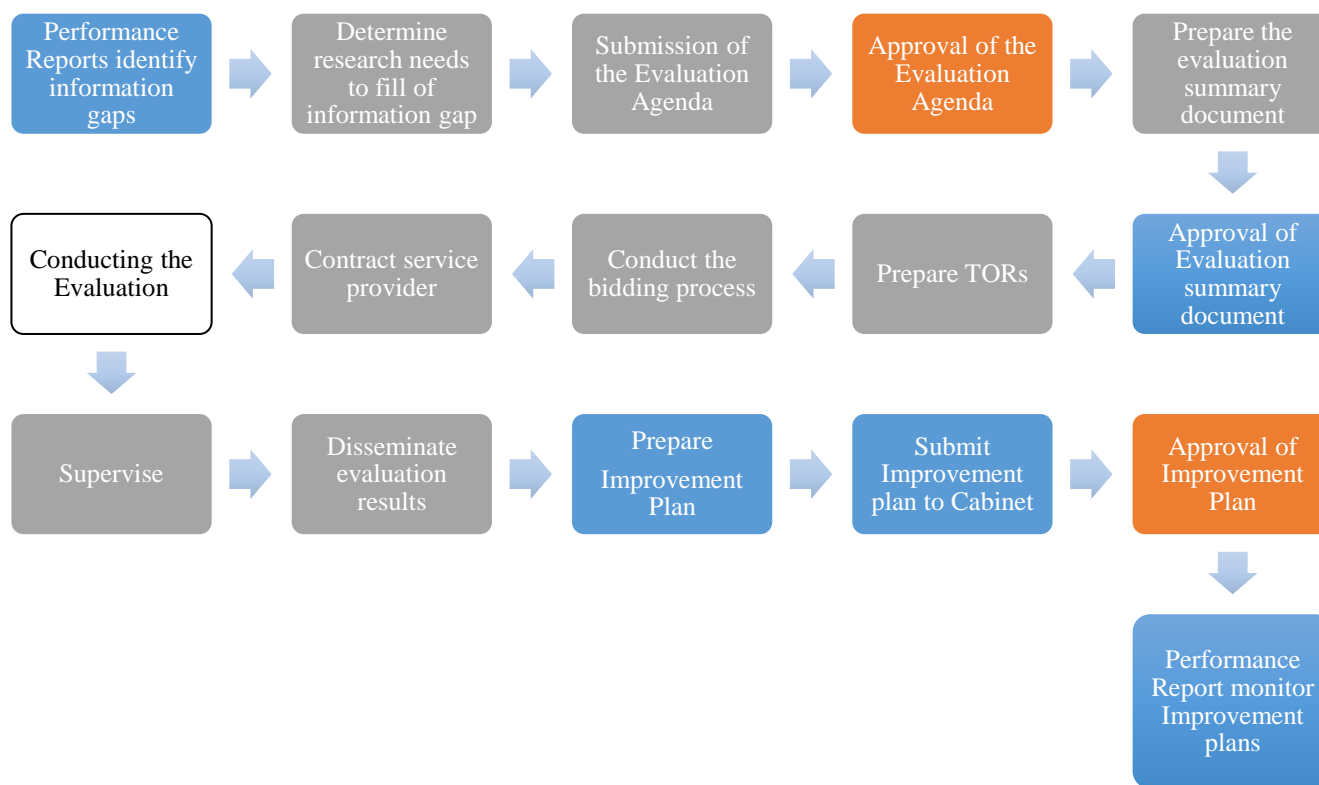 Performance
Reports identify
information
gaps
Determine
research needs
to fill of
information gap
Submission of
the Evaluation
Agenda
Approval of the
Evaluation
Agenda
Prepare the
evaluation
summary
document
Conducting the
Evaluation
Contract service
provider
Conduct the
bidding process
Prepare TORs
Approval of
Evaluation
summary
document
Supervise
Disseminate
evaluation
results
Prepare
Improvement
Plan
Submit
Improvement
plan to Cabinet
Approval of
Improvement
Plan
Performance
Report monitor
Improvement
plans